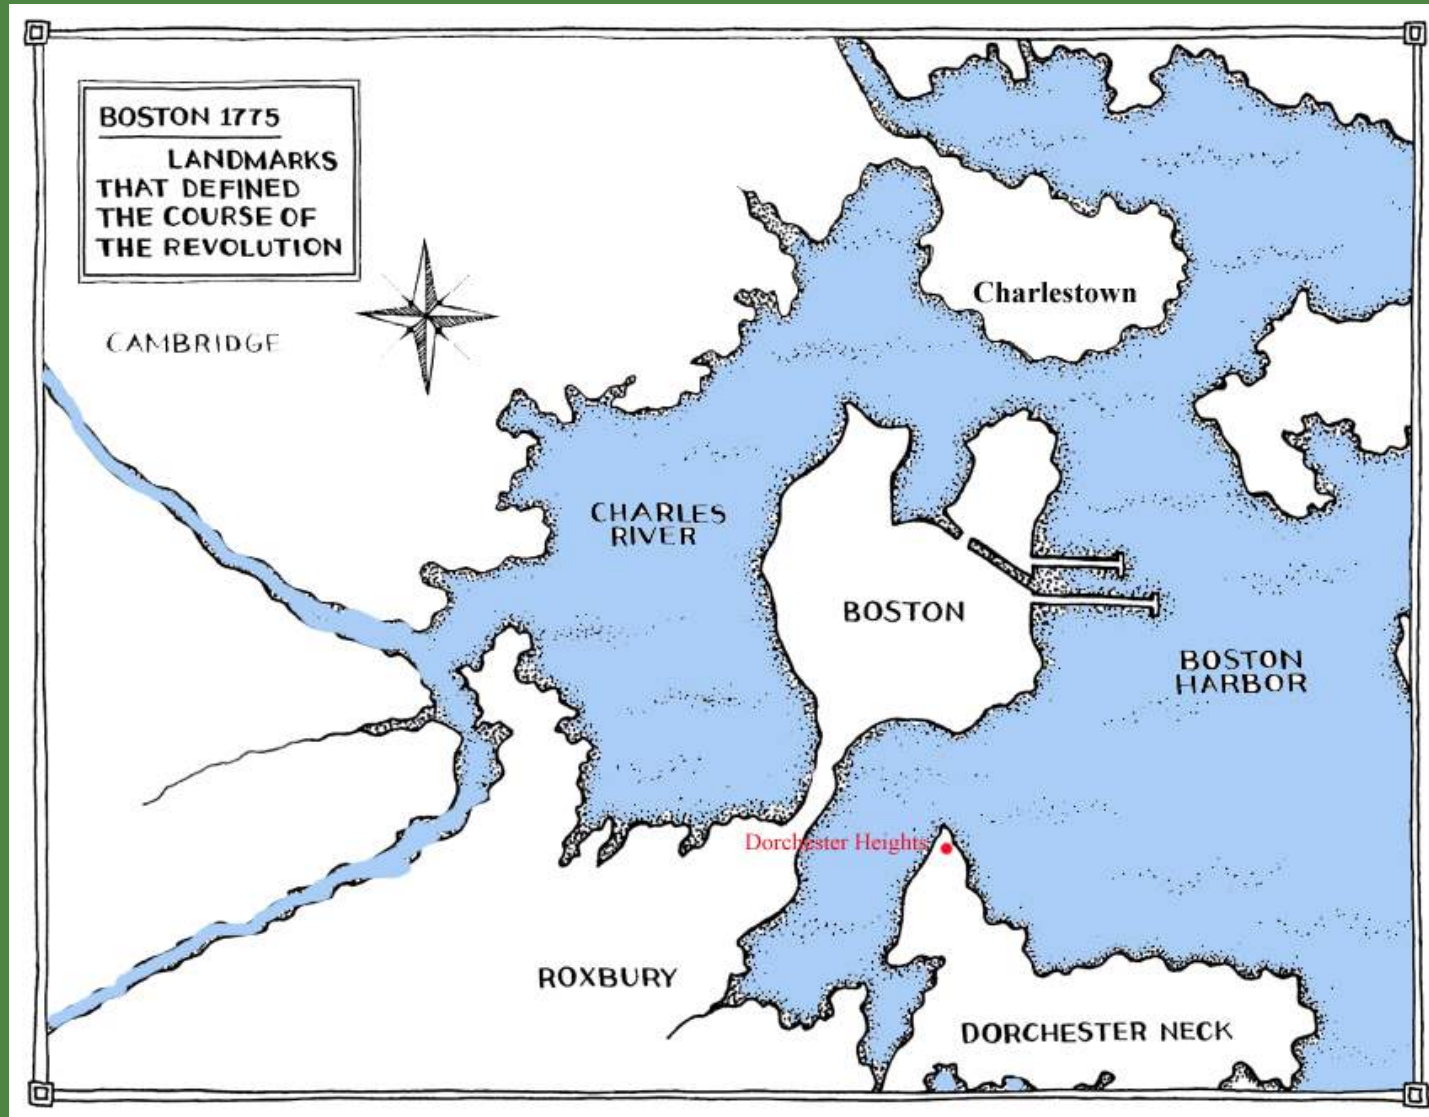 BOSTON 1775
LANDMARKS
THAT DEFINED
THE COURSE OF
THE REVOLUTION
Charlestown
CAMBRIDGE
CHARLES
RIVER
BOSTON
BOSTON
HARBOR
Dorchester Heights
ROXBURY
DORCHESTER NECK